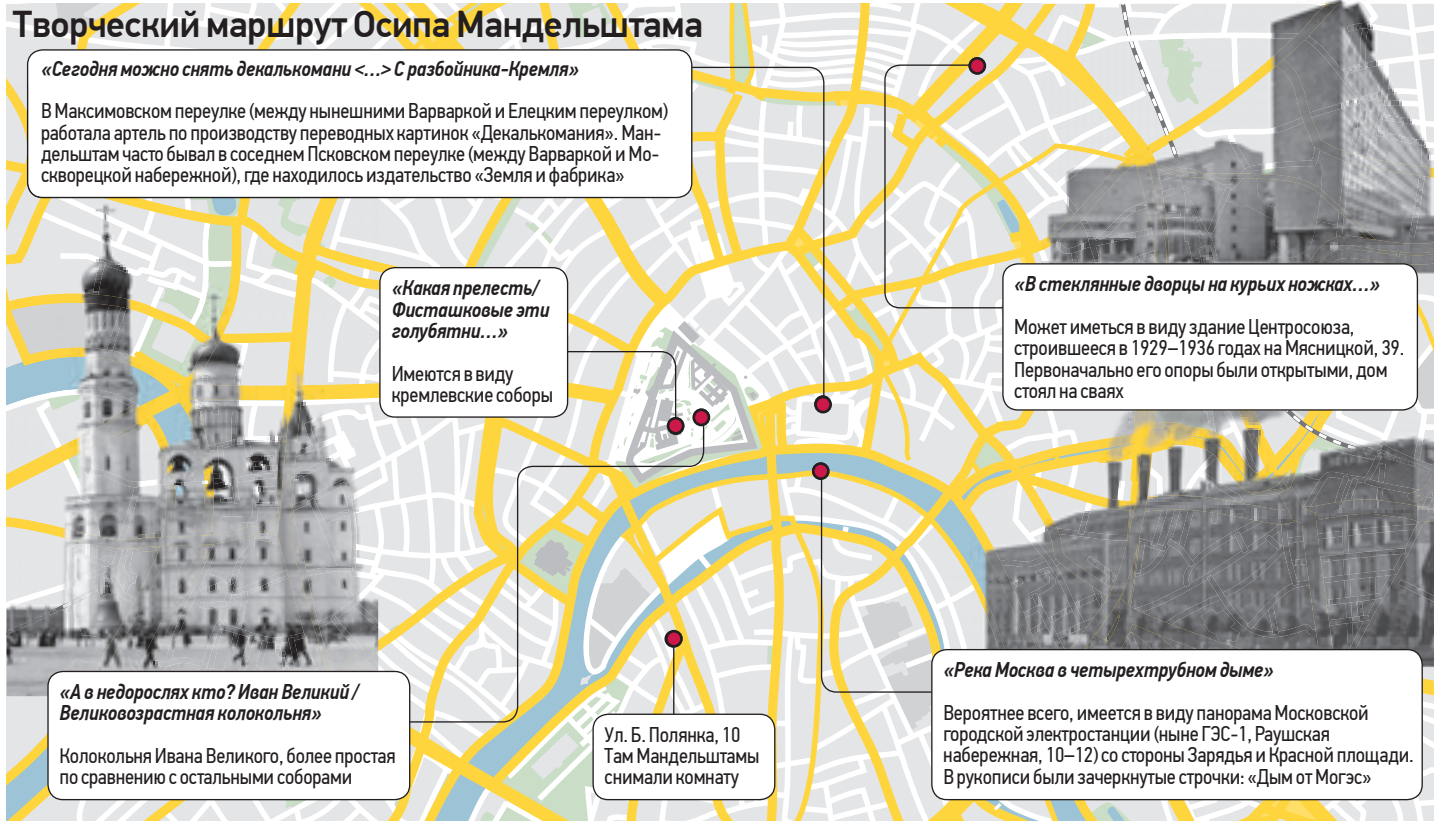 Творческий маршрут Осипа Мандельштама
«Сегодня можно снять декалькомани <...> С разбойника-Кремля»
В Максимовском переулке (между нынешними Варваркой и Елецким переулком)
работала артель по производству переводных картинок «Декалькомания». Ман-
дельштам часто бывал в соседнем Псковском переулке (между Варваркой и Мо-
скворецкой набережной), где находилось издательство «Земля и фабрика»
«Какая прелесть/
Фисташковые эти
голубятни...»
Имеются в виду
кремлевские соборы
«В стеклянные дворцы на курьих ножках...»
Может иметься в виду здание Центросоюза,
строившееся в 1929–1936 годах на Мясницкой, 39.
Первоначально его опоры были открытыми, дом
стоял на сваях
«А в недорослях кто? Иван Великий /
Великовозрастная колокольня»
Колокольня Ивана Великого, более простая
по сравнению с остальными соборами
Ул. Б. Полянка, 10
Там Мандельштамы
снимали комнату
«Река Москва в четырехтрубном дыме»
Вероятнее всего, имеется в виду панорама Московской
городской электростанции (ныне ГЭС-1, Раушская
набережная, 10–12) со стороны Зарядья и Красной площади.
В рукописи были зачеркнутые строчки: «Дым от Могэс»